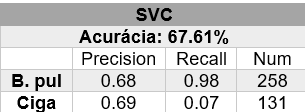 SVC
Acurácia: 67.61%
Precision Recall Num
B. pul 0.68 0.98 258
Ciga 0.69 0.07 131